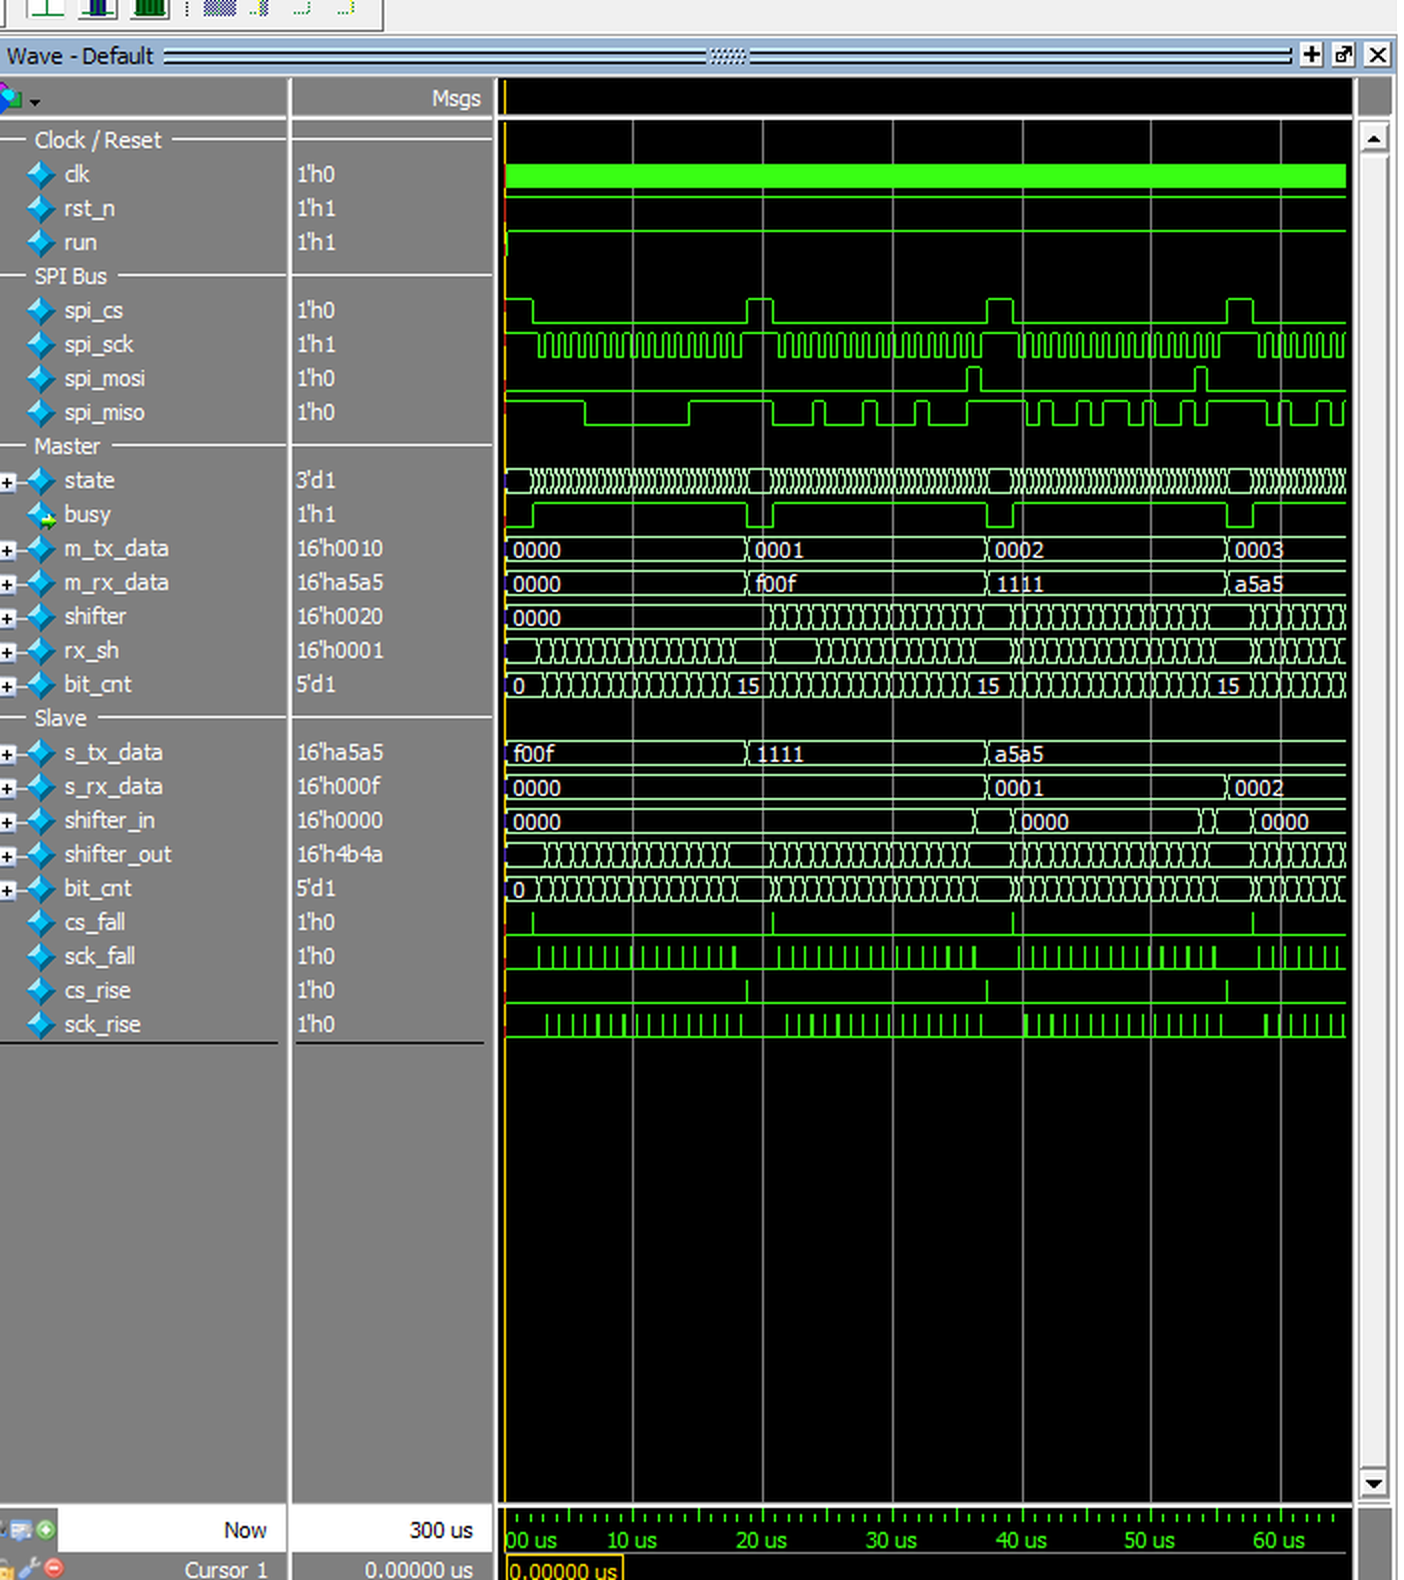 Wave - Default
Msgs
Clock / Reset
clk 1'h0
rst_n 1'h1
run 1'h1
SPI Bus
spi_cs 1'h0
spi_sck 1'h1
spi_mosi 1'h0
spi_miso 1'h0
Master
state 3'd1
busy 1'h1
m_tx_data 16'h0010 0000 0001 0002 0003
m_rx_data 16'ha5a5 0000 f00f 1111 a5a5
shifter 16'h0020 0000
rx_sh 16'h0001
bit_cnt 5'd1 0 15 15 15
Slave
s_tx_data 16'ha5a5 f00f 1111 a5a5
s_rx_data 16'h000f 0000 0001 0002
shifter_in 16'h0000 0000 0000 0000
shifter_out 16'h4b4a
bit_cnt 5'd1 0
cs_fall 1'h0
sck_fall 1'h0
cs_rise 1'h0
sck_rise 1'h0
Now 300 us 00 us 10 us 20 us 30 us 40 us 50 us 60 us
Cursor 1 0.00000 us 0.00000 us